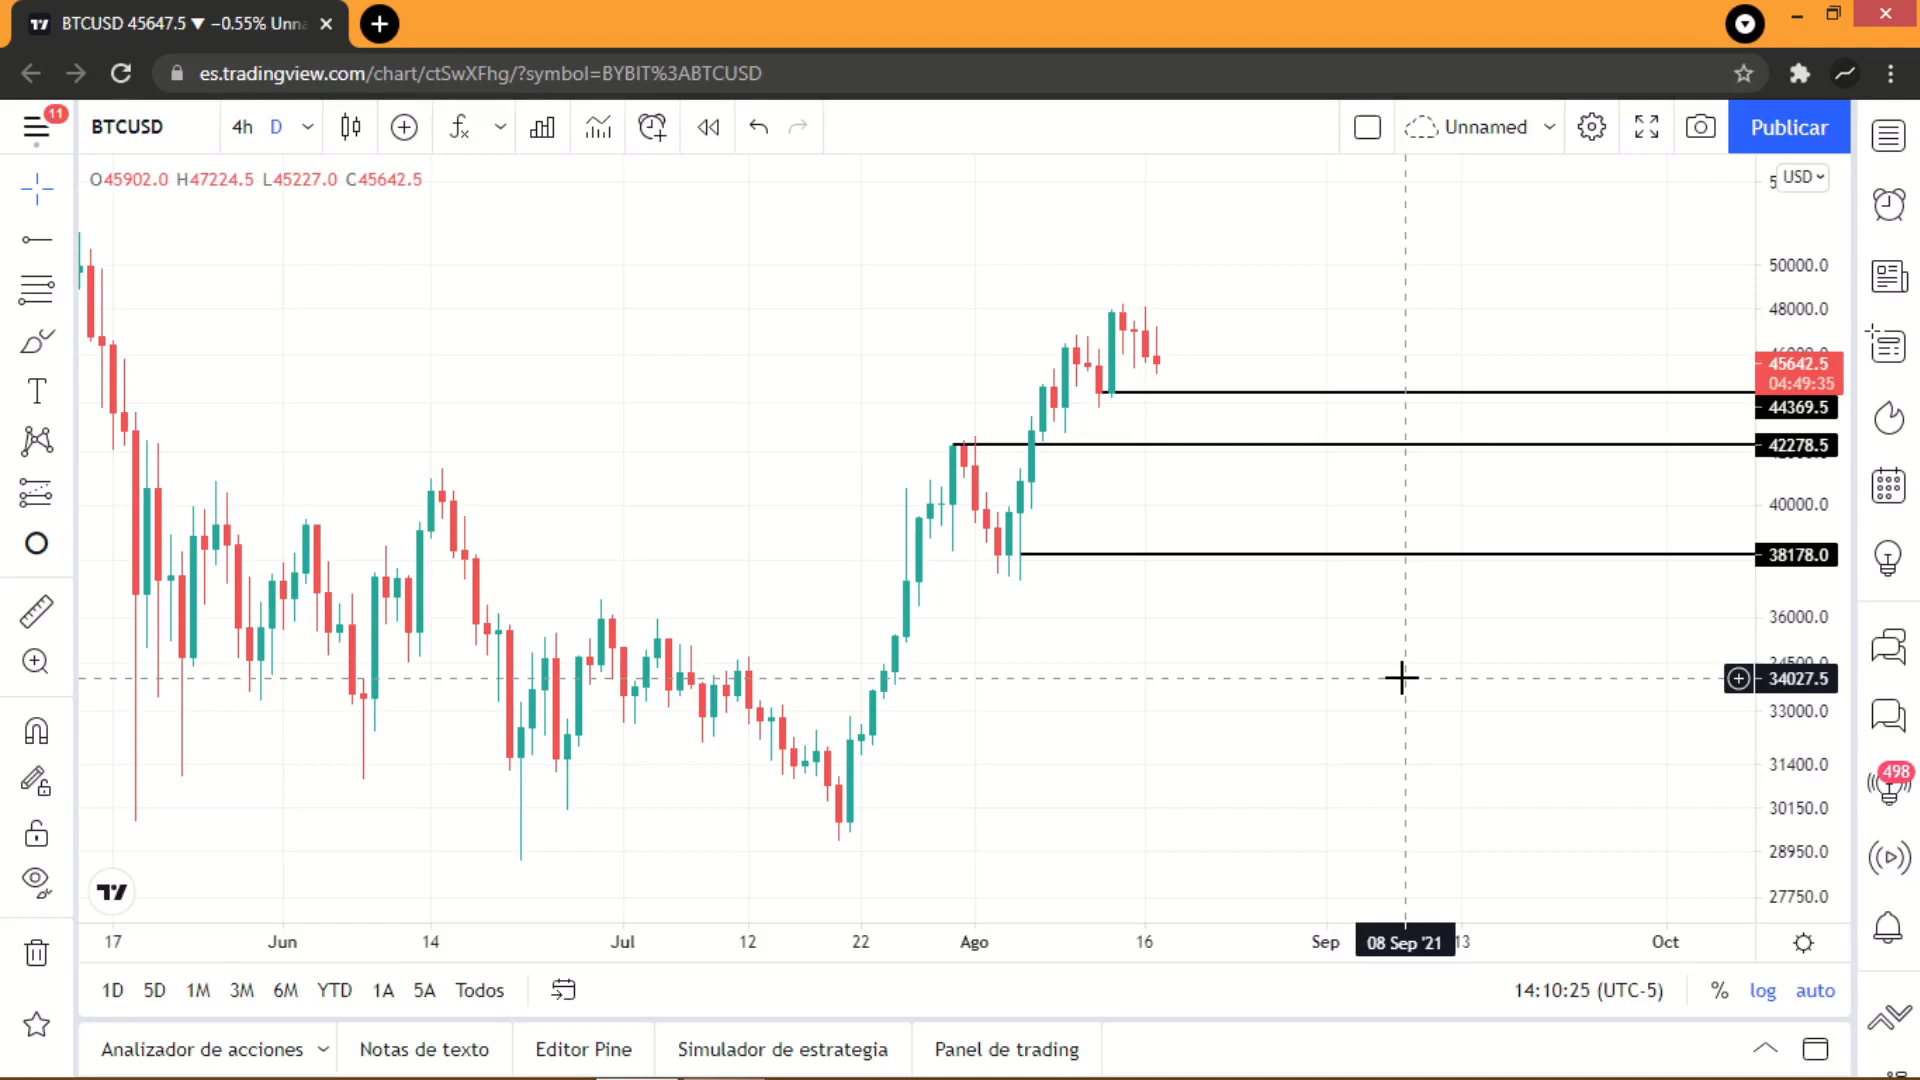 BTCUSD 45647.5 ▼ −0.55% Unna
es.tradingview.com/chart/ctSwXFhg/?symbol=BYBIT%3ABTCUSD
11
BTCUSD 4h D Unnamed Publicar
O45902.0 H47224.5 L45227.0 C45642.5
USD
50000.0
48000.0
45642.5
04:49:35
44369.5
42278.5
40000.0
38178.0
36000.0
34500.0
34027.5
33000.0
31400.0
30150.0
28950.0
27750.0
498
17 Jun 14 Jul 12 22 Ago 16 Sep 08 Sep '21 13 Oct
1D 5D 1M 3M 6M YTD 1A 5A Todos 14:10:25 (UTC-5) % log auto
Analizador de acciones Notas de texto Editor Pine Simulador de estrategia Panel de trading